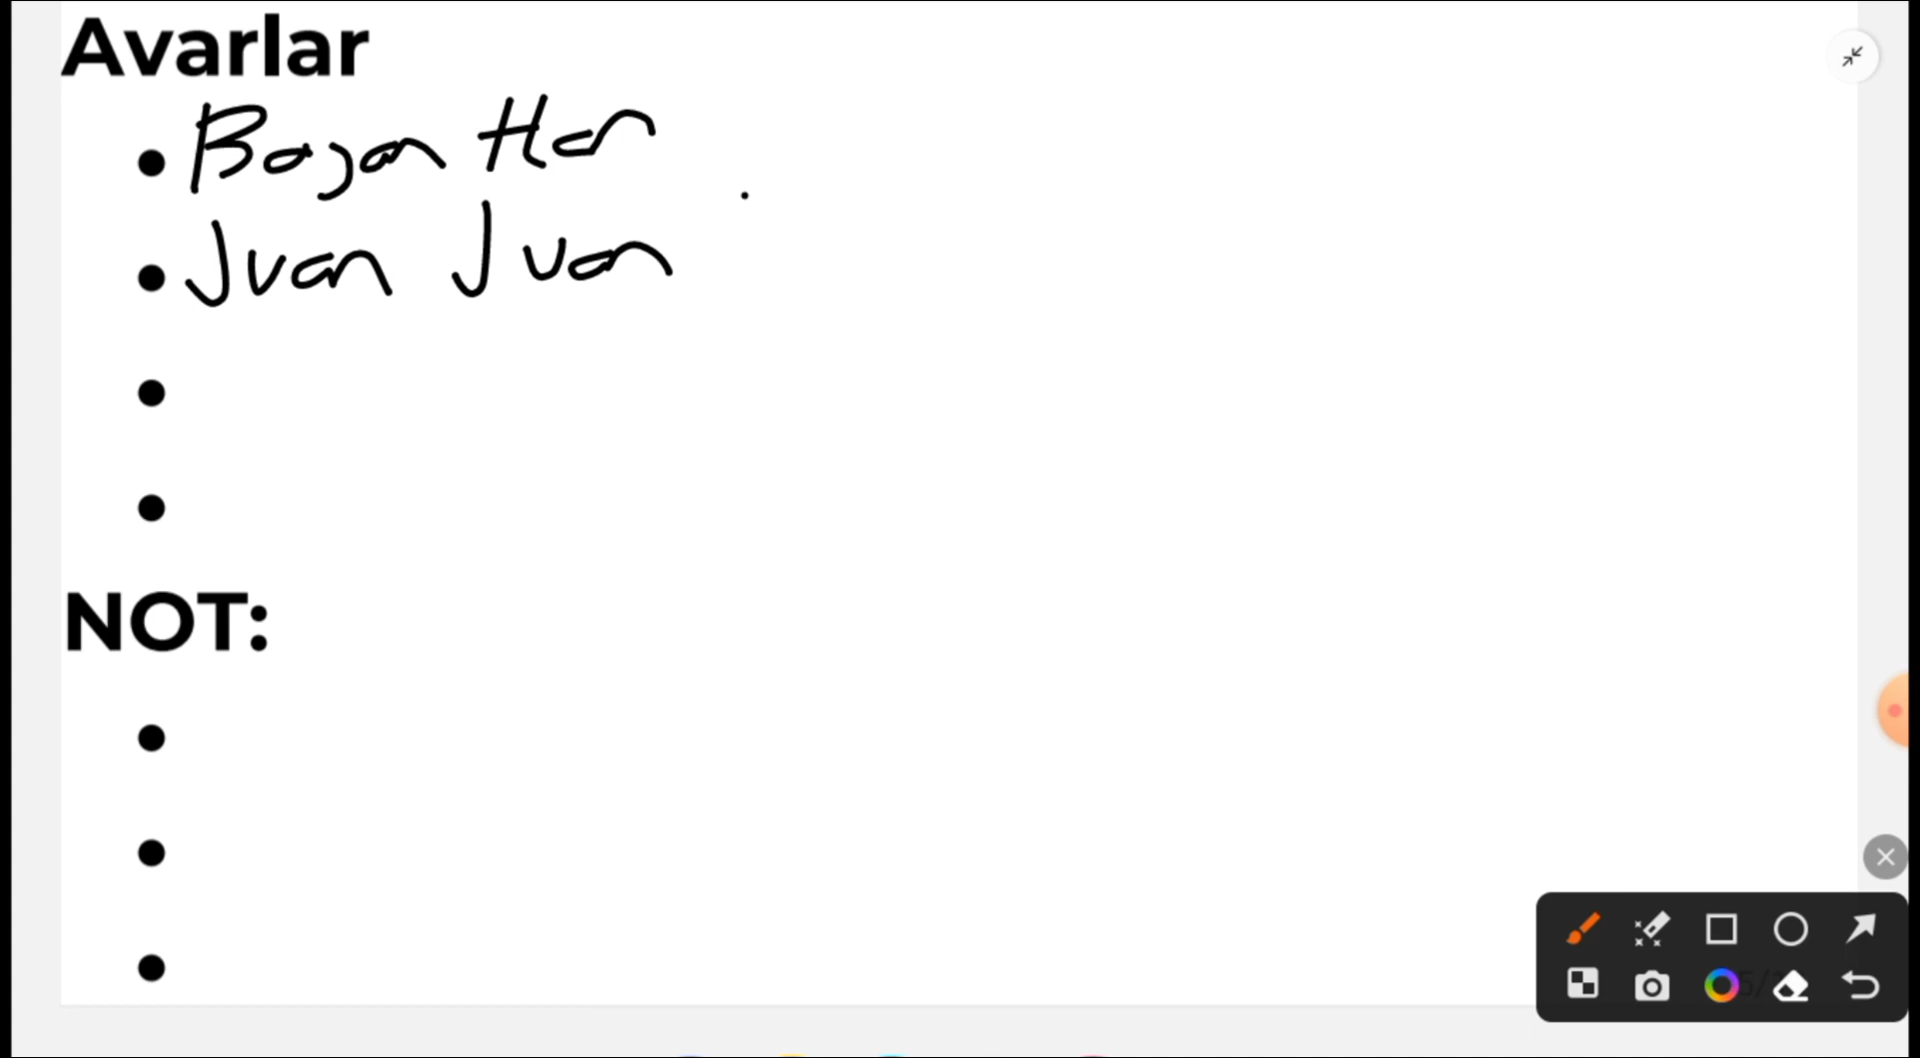 Avarlar
• Bajan Han
• Juan Juan
•
•
NOT:
•
•
•